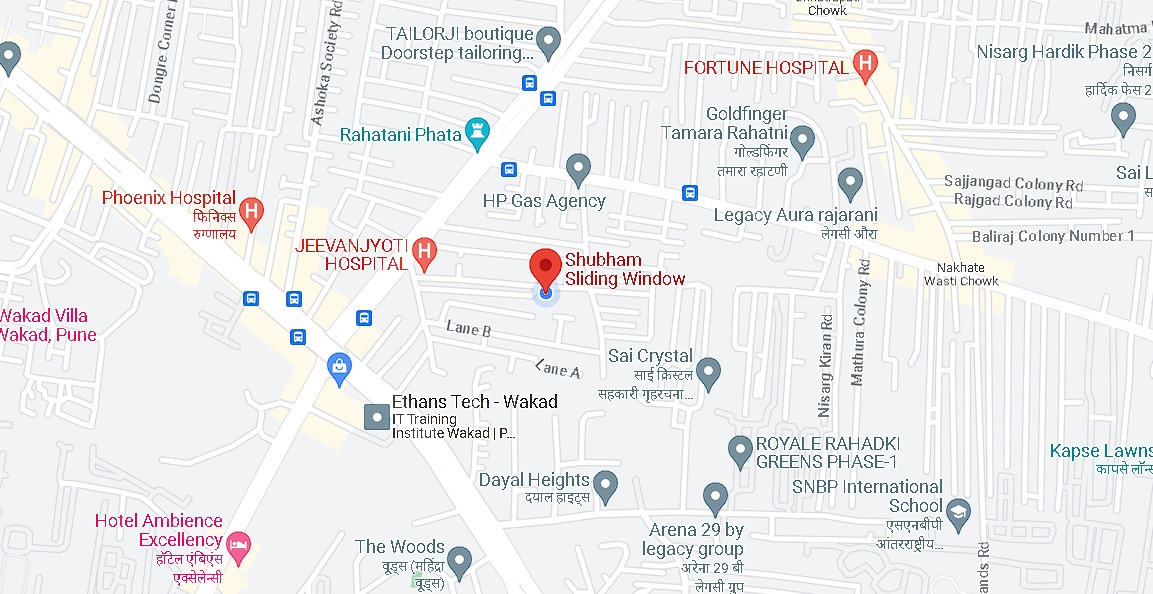 Chowk
Mahatma
TAILORJI boutique
Doorstep tailoring...
Dongre Corner
Ashoka Society Rd
FORTUNE HOSPITAL
Nisarg Hardik Phase 2
निसर्ग
हार्दिक फेस 2
Rahatani Phata
Goldfinger
Tamara Rahatni
गोल्डफिंगर
तमारा रहाटणी
HP Gas Agency
Sajjangad Colony Rd
Rajgad Colony Rd
Sai L
Phoenix Hospital
फिनिक्स
रुग्णालय
Legacy Aura rajarani
लेगसी औरा
Baliraj Colony Number 1
JEEVANJYOTI
HOSPITAL
Shubham
Sliding Window
Nakhate
Wasti Chowk
Mathura Colony Rd
Nisarg Kiran Rd
Wakad Villa
Wakad, Pune
Lane B
Lane A
Sai Crystal
साई क्रिस्टल
सहकारी गृहरचना...
Ethans Tech - Wakad
IT Training
Institute Wakad | P...
ROYALE RAHADKI
GREENS PHASE-1
Kapse Lawns
कापसे लॉन्स
Dayal Heights
दयाल हाइट्स
SNBP International
School
एसएनबीपी
आंतरराष्ट्रीय...
Hotel Ambience
Excellency
हॉटेल एंबिएंस
एक्सेलेन्सी
Arena 29 by
legacy group
अरेना 29 बी
लेगसी ग्रुप
The Woods
वूड्स (महिंद्रा
वूड्स)
ands Rd